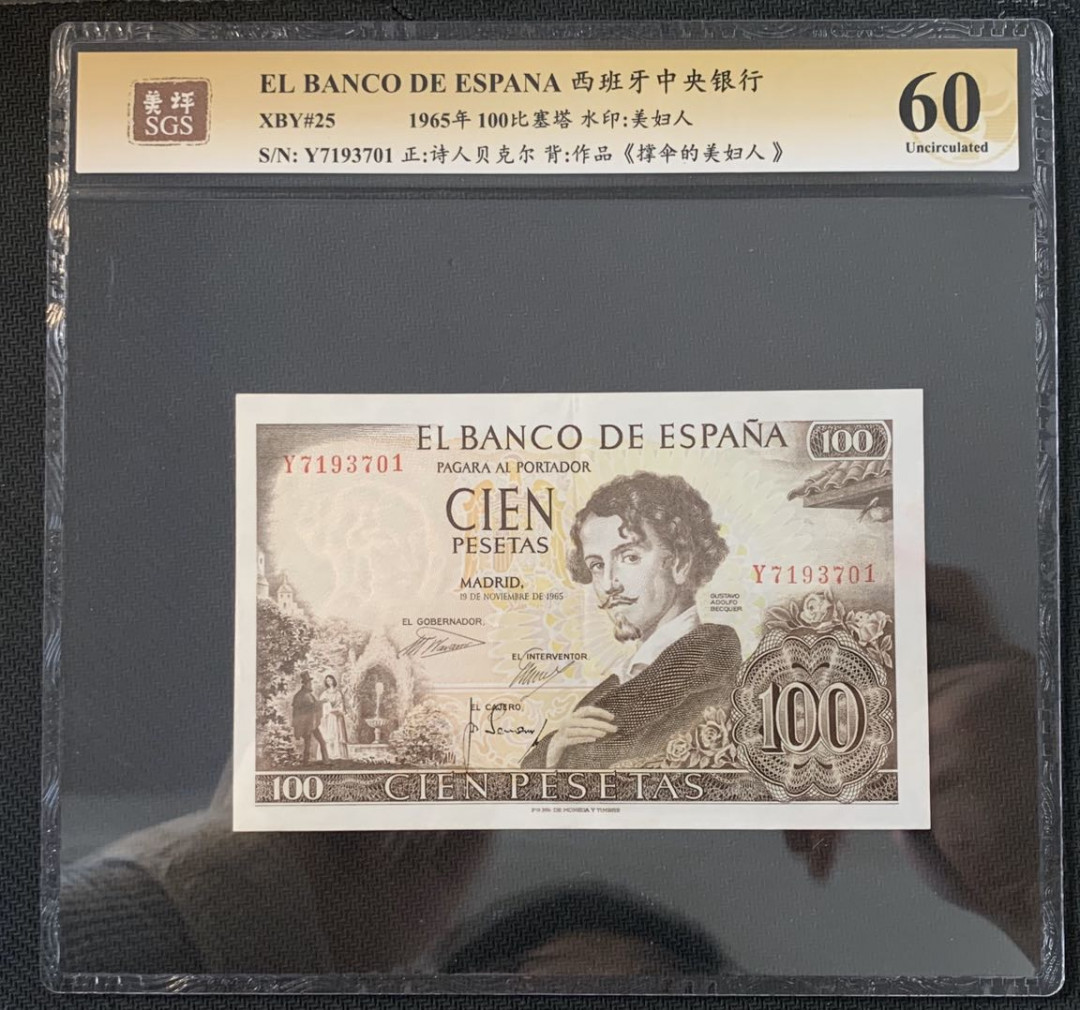 美评
SGS
EL BANCO DE ESPANA 西班牙中央银行
XBY#25 1965年 100比塞塔 水印:美妇人
S/N: Y7193701 正:诗人贝克尔 背:作品《撑伞的美妇人》
60
Uncirculated
EL BANCO DE ESPAÑA
100
Y7193701
PAGARA AL PORTADOR
CIEN
PESETAS
MADRID,
19 DE NOVIEMBRE DE 1965
Y7193701
GUSTAVO
ADOLFO
BECQUER
EL GOBERNADOR,
EL INTERVENTOR
EL CAJERO,
100
100
CIEN PESETAS
DE MONEDA Y TIMBRE